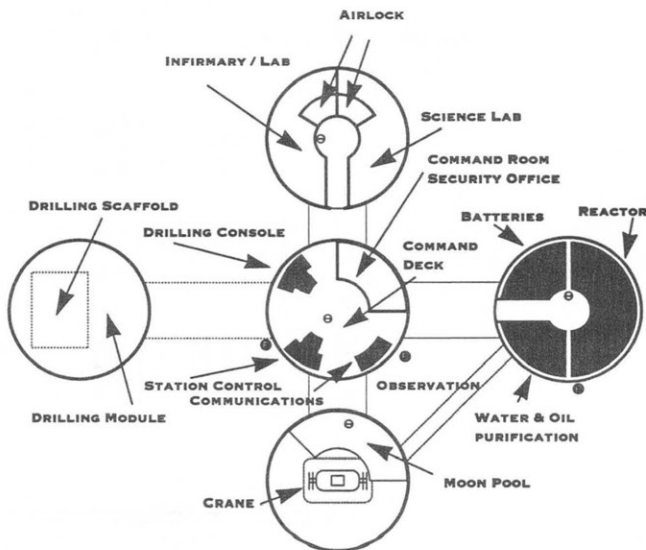 AIRLOCK
INFIRMARY / LAB
SCIENCE LAB
COMMAND ROOM
SECURITY OFFICE
DRILLING SCAFFOLD
BATTERIES
REACTOR
DRILLING CONSOLE
COMMAND
DECK
STATION CONTROL
COMMUNICATIONS
OBSERVATION
DRILLING MODULE
WATER & OIL
PURIFICATION
MOON POOL
CRANE